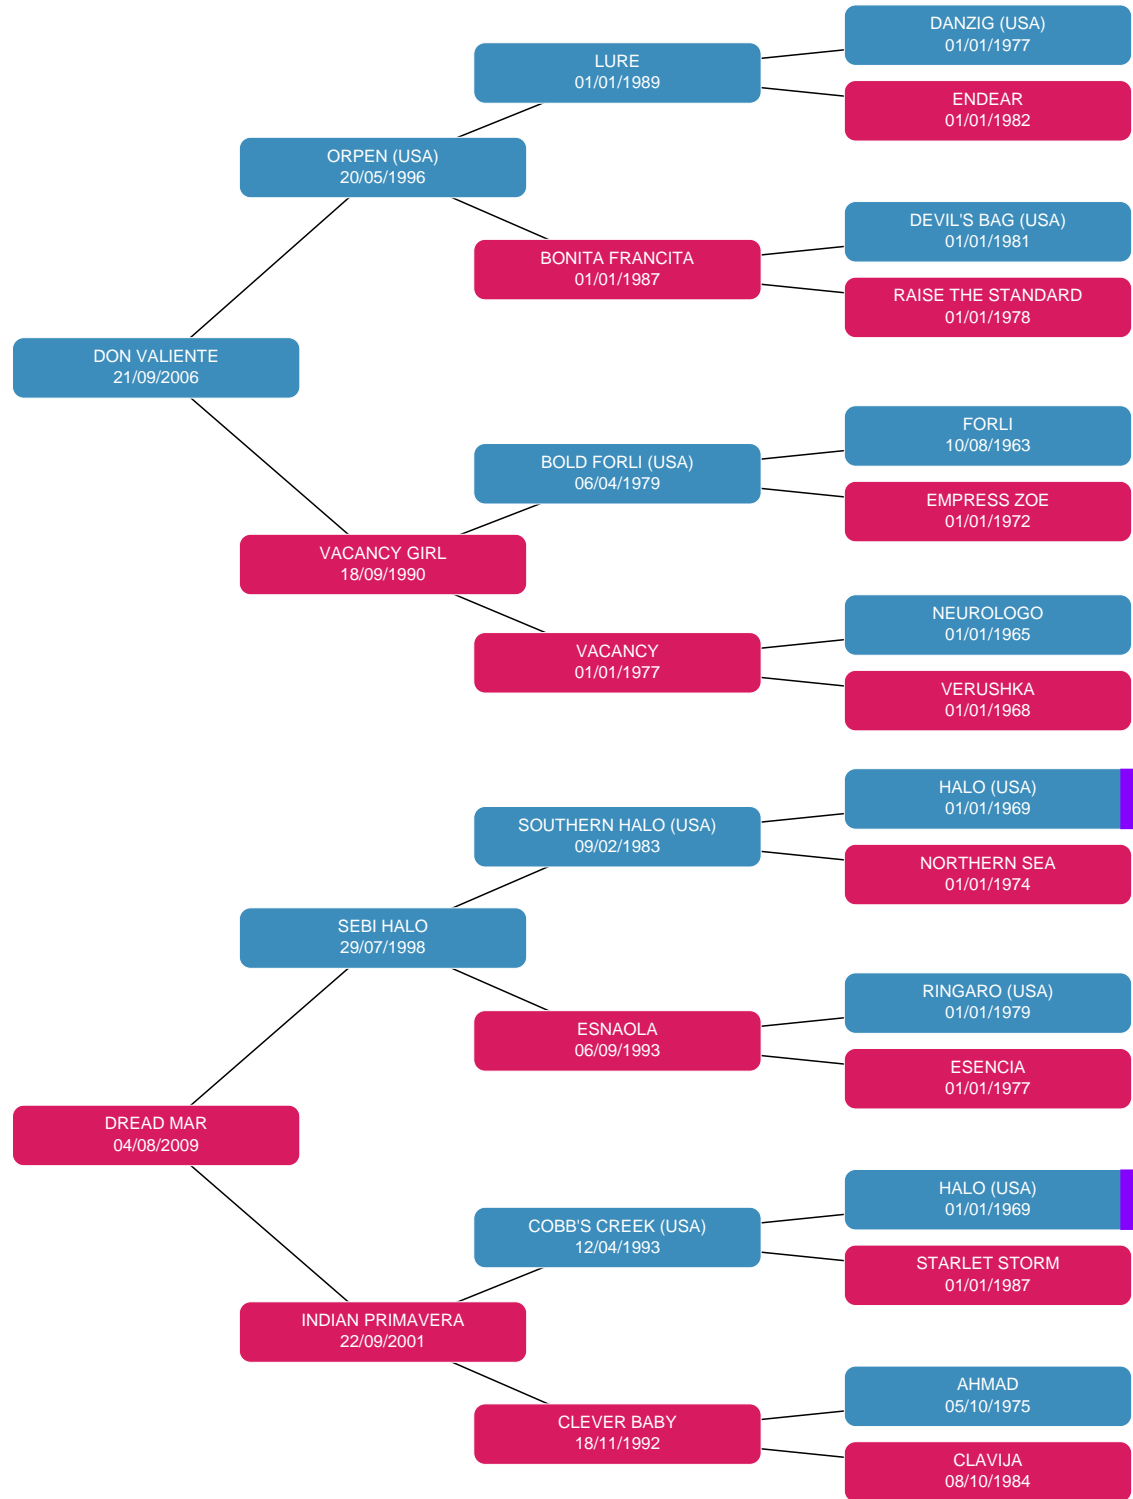 DANZIG (USA)
01/01/1977
LURE
01/01/1989
ENDEAR
01/01/1982
ORPEN (USA)
20/05/1996
DEVIL'S BAG (USA)
01/01/1981
BONITA FRANCITA
01/01/1987
RAISE THE STANDARD
01/01/1978
DON VALIENTE
21/09/2006
FORLI
10/08/1963
BOLD FORLI (USA)
06/04/1979
EMPRESS ZOE
01/01/1972
VACANCY GIRL
18/09/1990
NEUROLOGO
01/01/1965
VACANCY
01/01/1977
VERUSHKA
01/01/1968
HALO (USA)
01/01/1969
SOUTHERN HALO (USA)
09/02/1983
NORTHERN SEA
01/01/1974
SEBI HALO
29/07/1998
RINGARO (USA)
01/01/1979
ESNAOLA
06/09/1993
ESENCIA
01/01/1977
DREAD MAR
04/08/2009
HALO (USA)
01/01/1969
COBB'S CREEK (USA)
12/04/1993
STARLET STORM
01/01/1987
INDIAN PRIMAVERA
22/09/2001
AHMAD
05/10/1975
CLEVER BABY
18/11/1992
CLAVIJA
08/10/1984